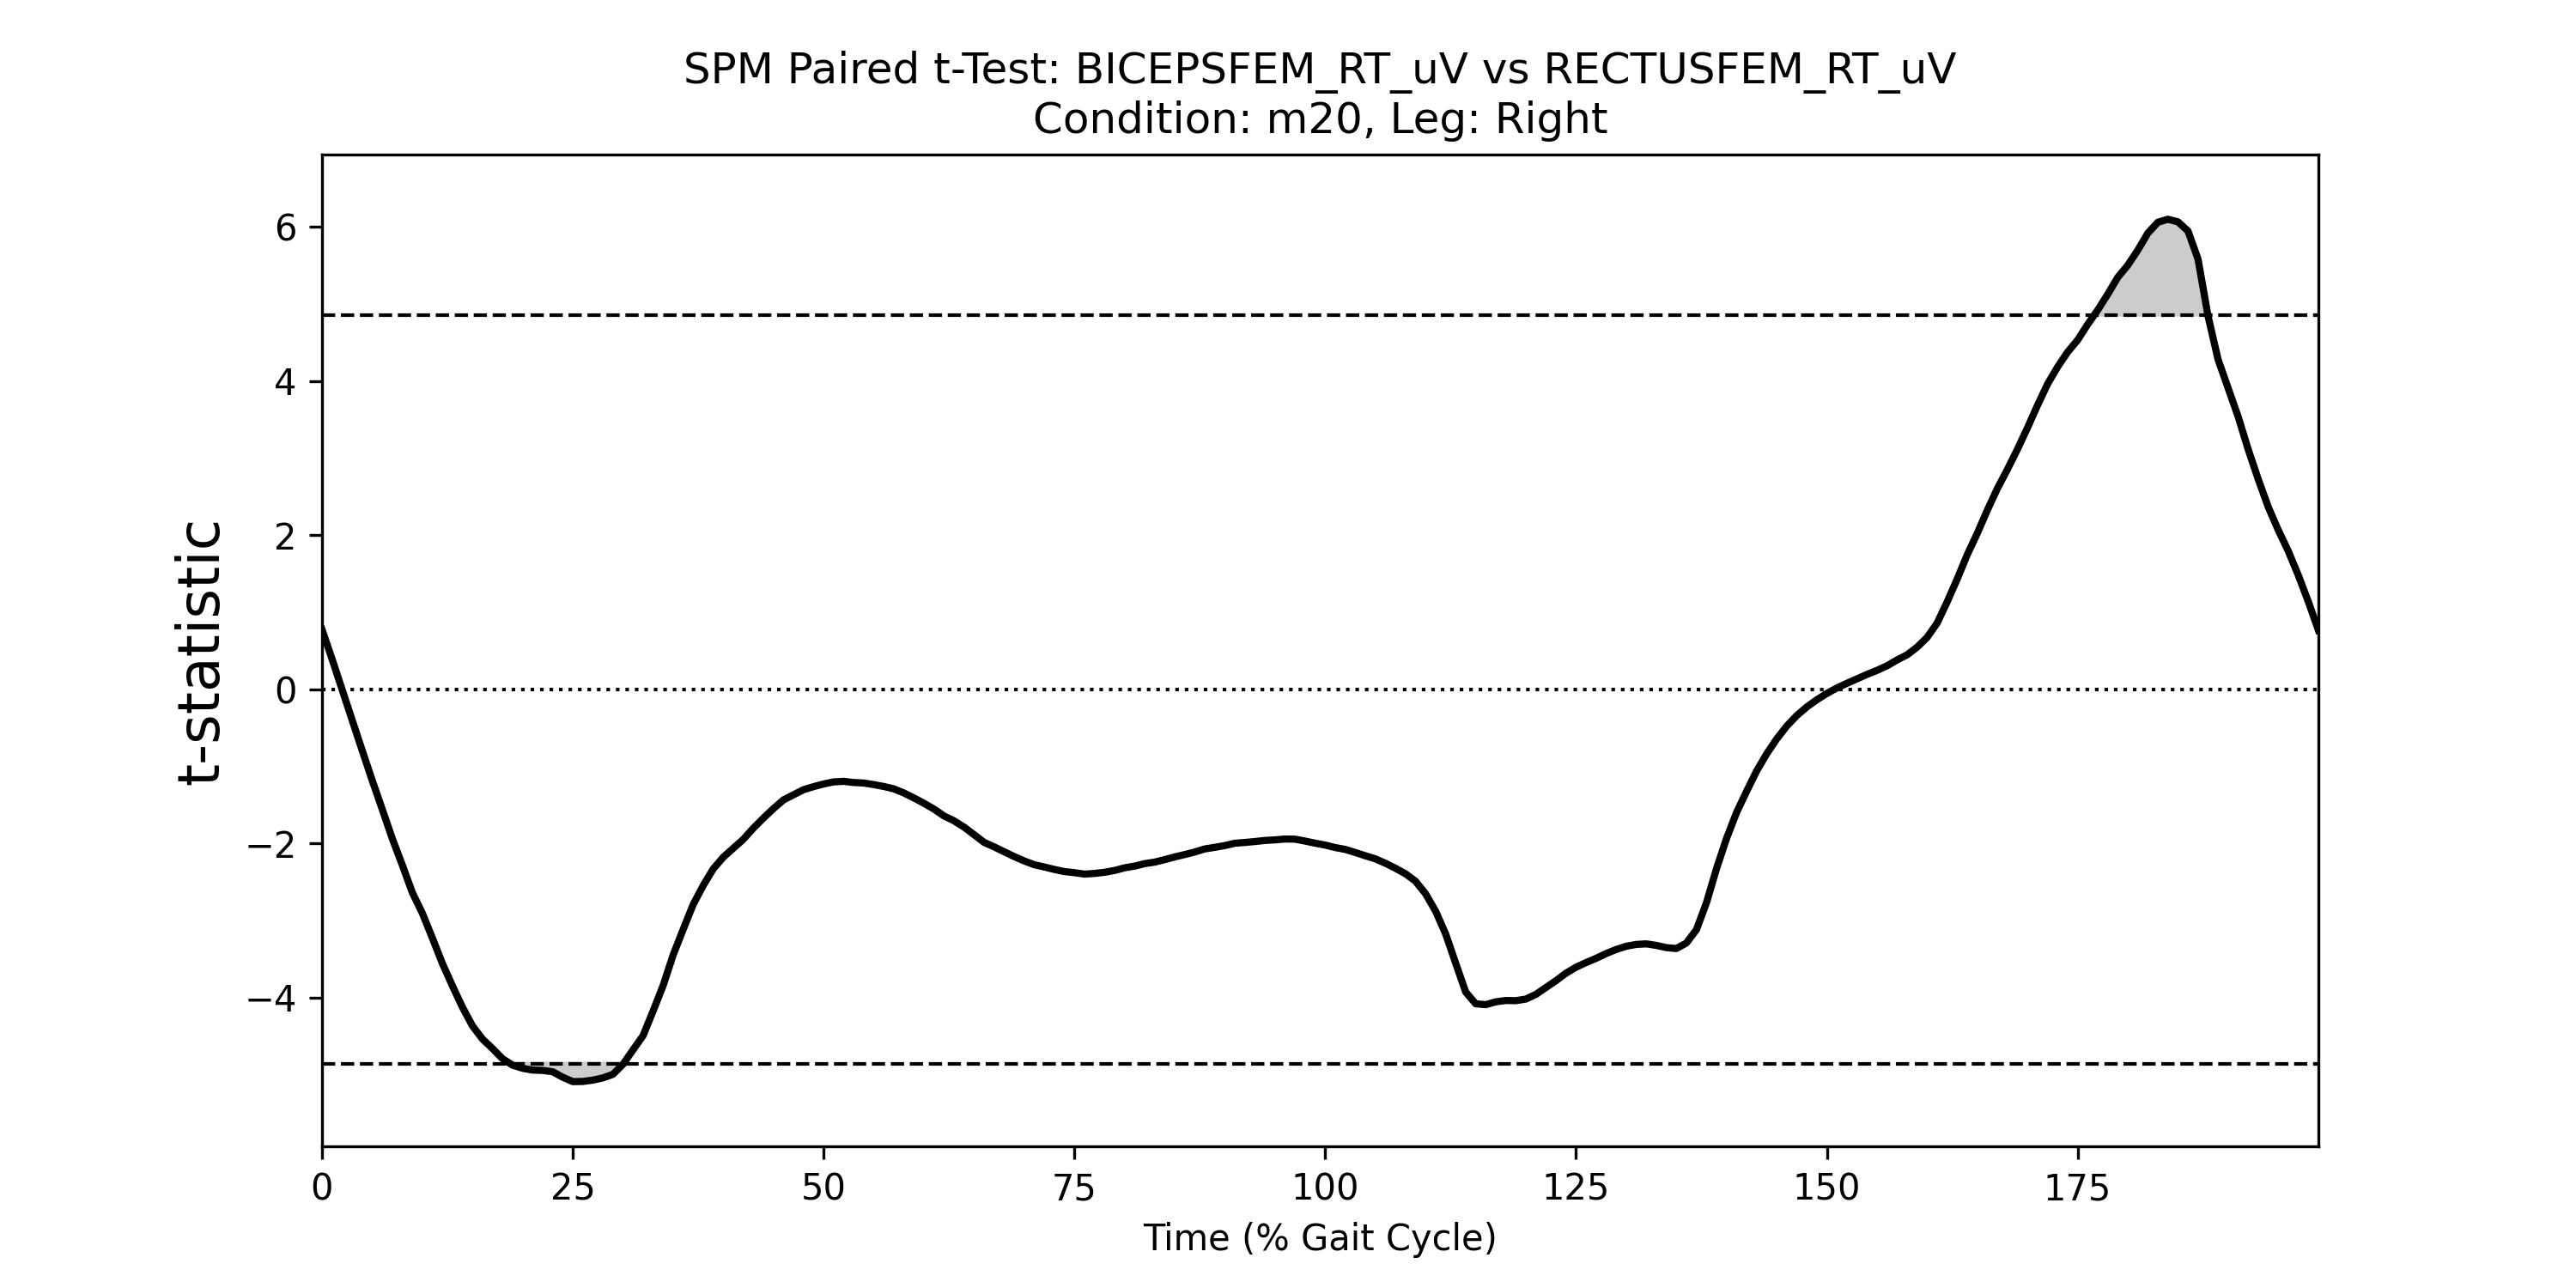 SPM Paired t-Test: BICEPSFEM_RT_uV vs RECTUSFEM_RT_uV
Condition: m20, Leg: Right
t-statistic
6
4
2
0
−2
−4
0 25 50 75 100 125 150 175
Time (% Gait Cycle)